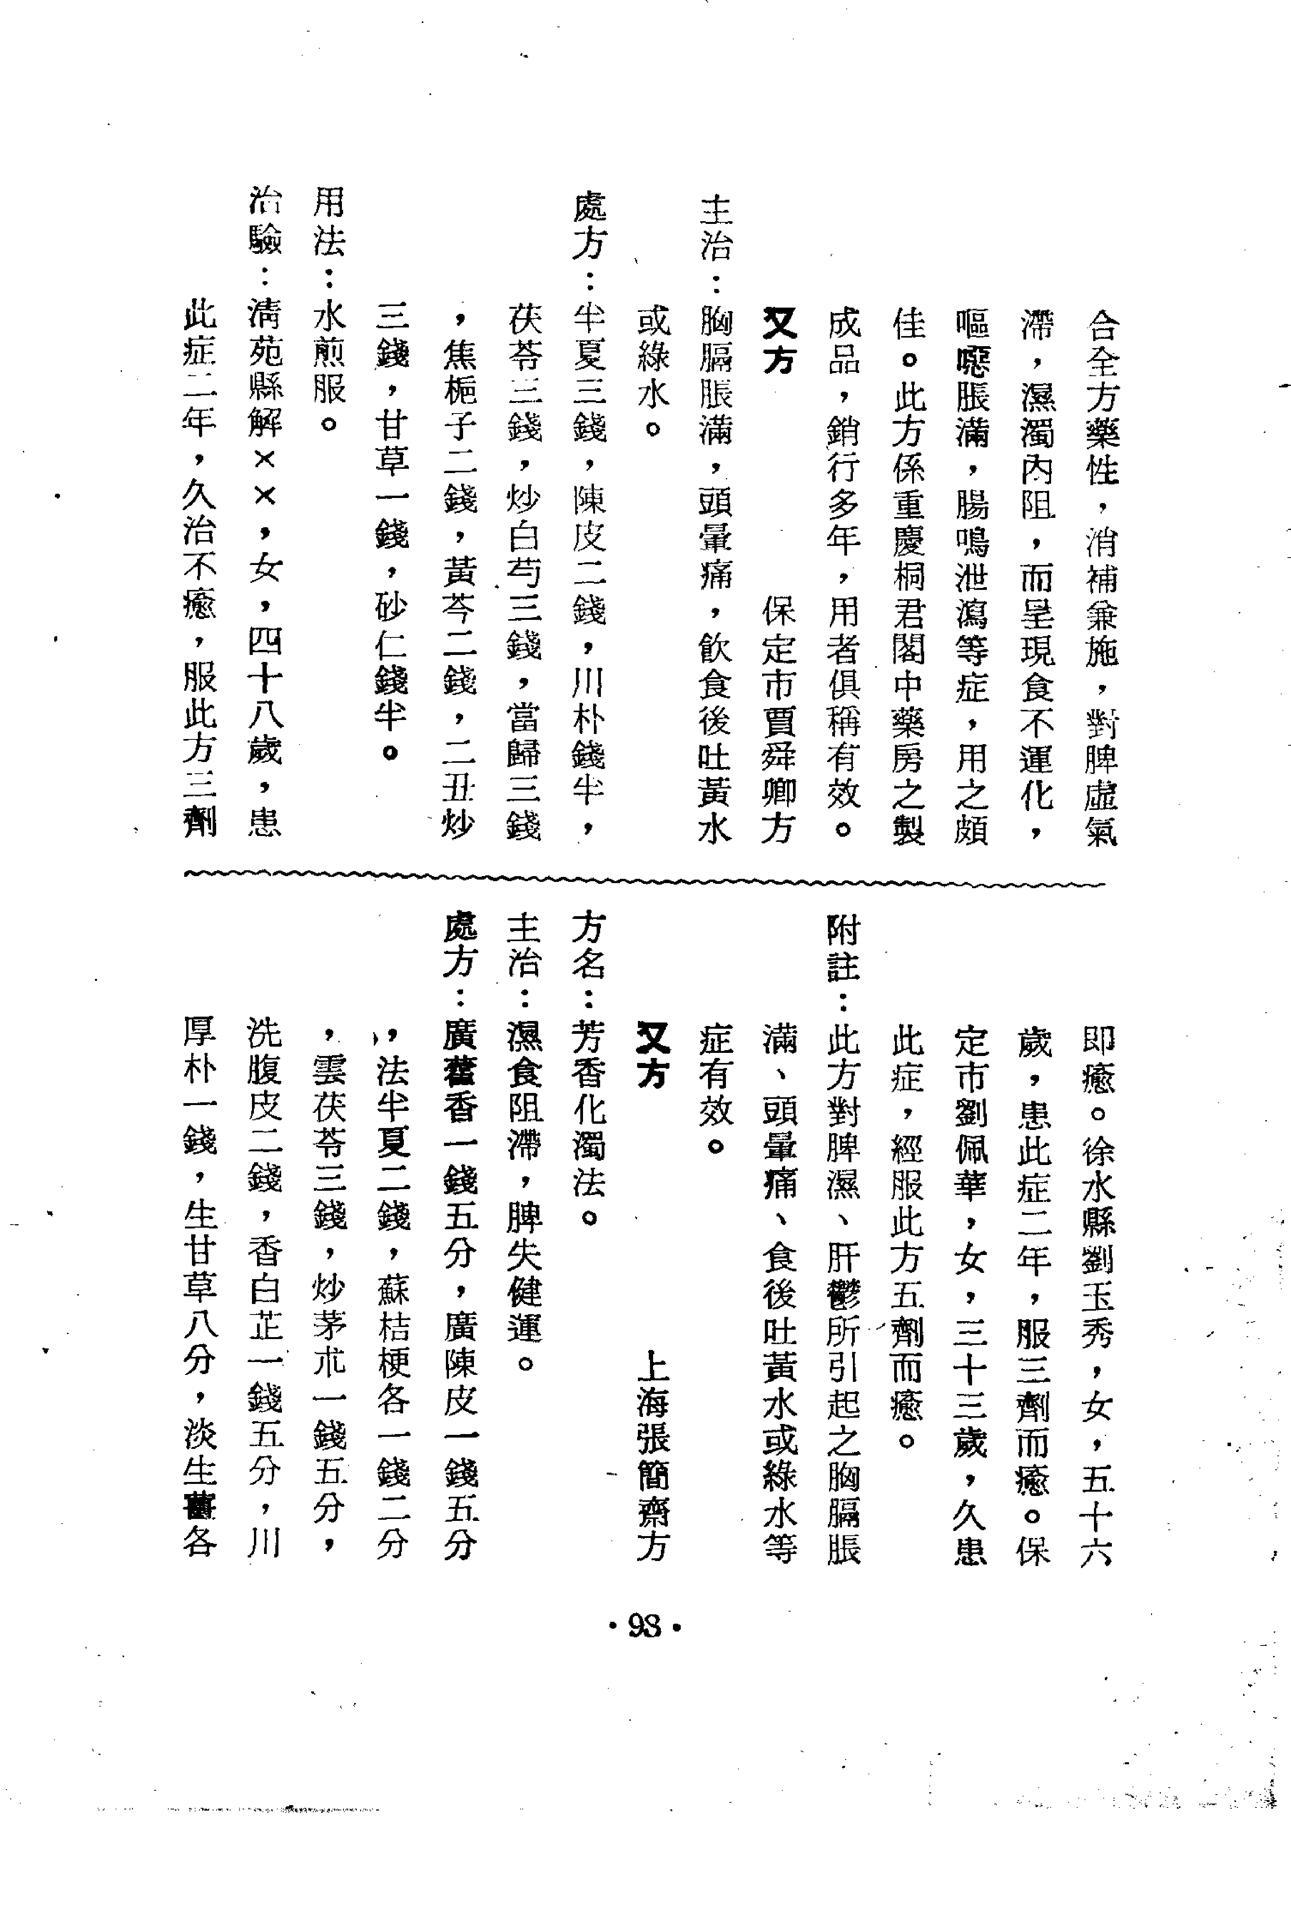 合全方藥性，消補兼施，對脾虛氣
滯，濕濁內阻，而呈現食不運化，
嘔噁脹滿，腸鳴泄瀉等症，用之頗
佳。此方係重慶桐君閣中藥房之製
成品，銷行多年，用者俱稱有效。
又方　保定市賈舜卿方
主治：胸膈脹滿，頭暈痛，飲食後吐黃水
或綠水。
處方：半夏三錢，陳皮二錢，川朴錢半，
茯苓三錢，炒白芍三錢，當歸三錢
，焦梔子二錢，黃芩二錢，二丑炒
三錢，甘草一錢，砂仁錢半。
用法：水煎服。
治驗：清苑縣解××，女，四十八歲，患
此症二年，久治不癒，服此方三劑
即癒。徐水縣劉玉秀，女，五十六
歲，患此症二年，服三劑而癒。保
定市劉佩華，女，三十三歲，久患
此症，經服此方五劑而癒。
附註：此方對脾濕、肝鬱所引起之胸膈脹
滿、頭暈痛、食後吐黃水或綠水等
症有效。
又方　上海張簡齋方
方名：芳香化濁法。
主治：濕食阻滯，脾失健運。
處方：廣藿香一錢五分，廣陳皮一錢五分
，法半夏二錢，蘇桔梗各一錢二分
，雲茯苓三錢，炒茅朮一錢五分，
洗腹皮二錢，香白芷一錢五分，川
厚朴一錢，生甘草八分，淡生薑各
·93·